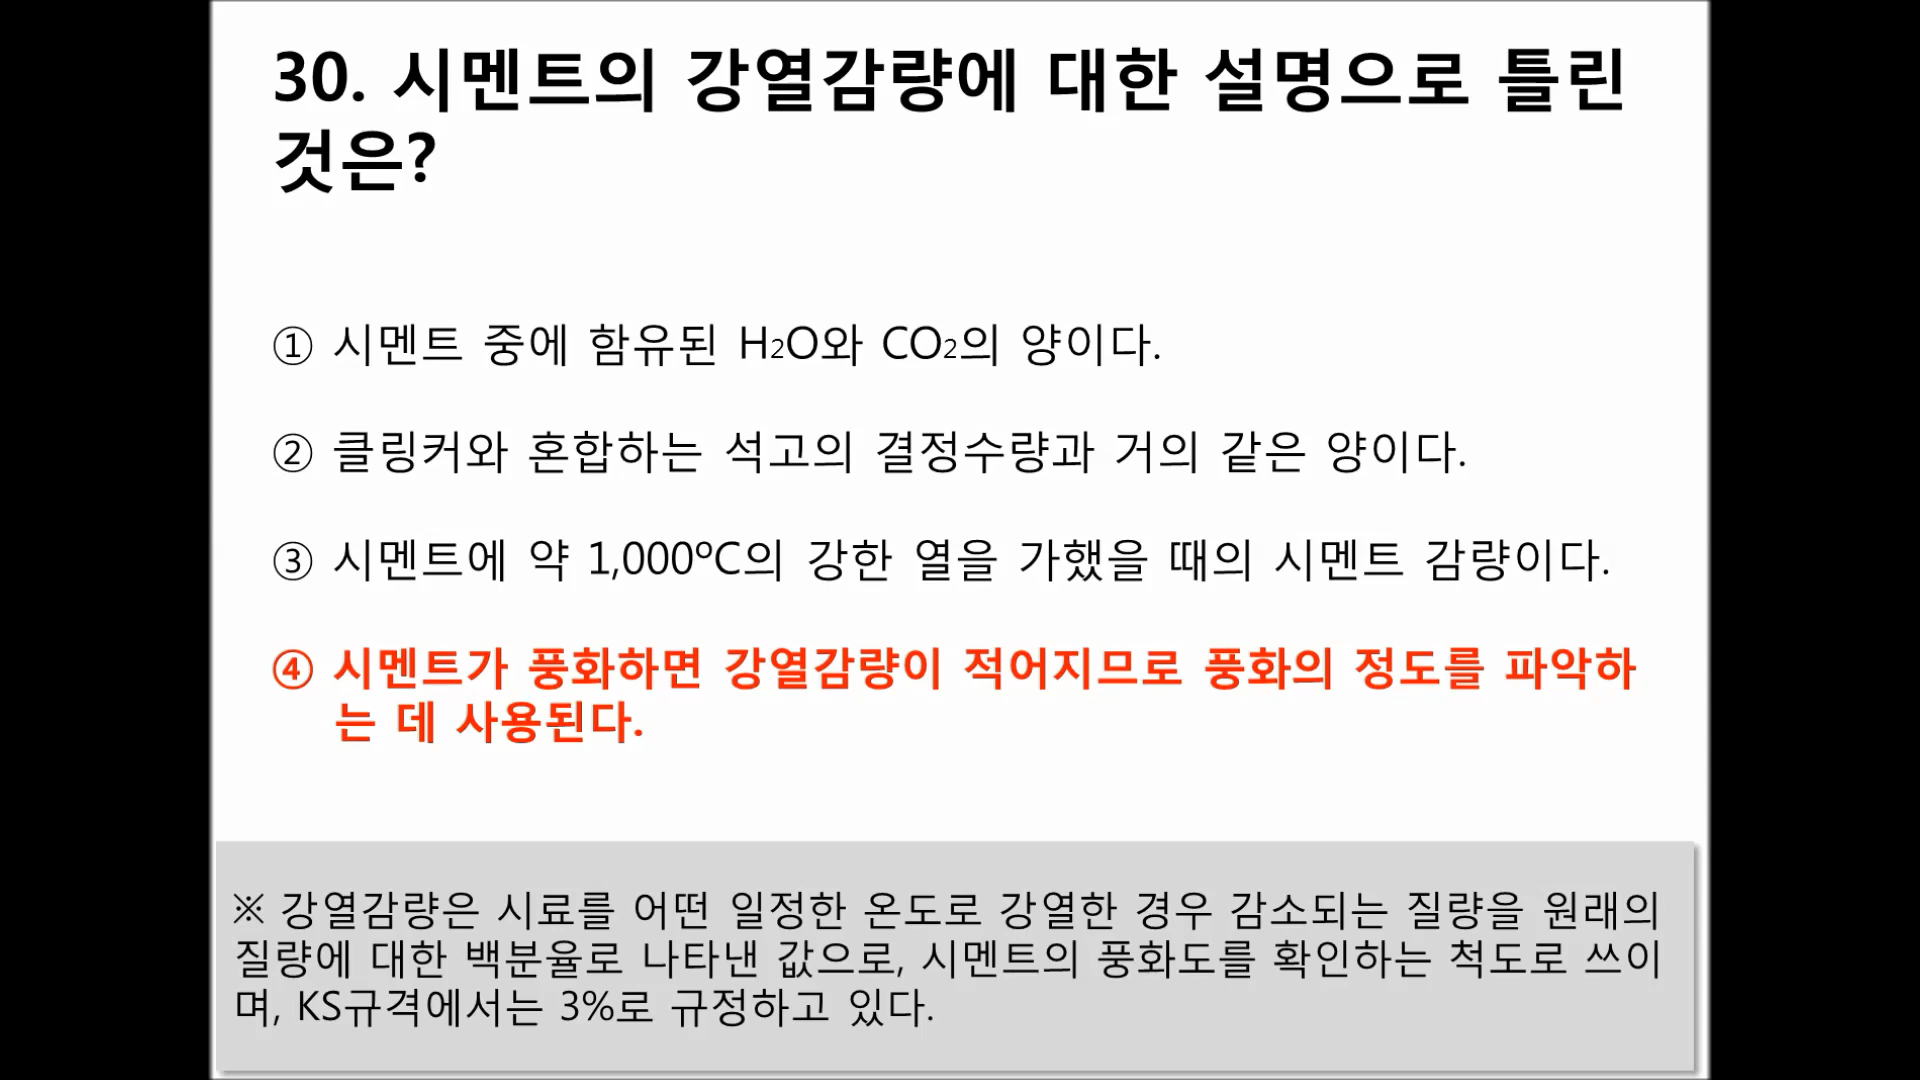 30. 시멘트의 강열감량에 대한 설명으로 틀린
것은?
① 시멘트 중에 함유된 H2O와 CO2의 양이다.
② 클링커와 혼합하는 석고의 결정수량과 거의 같은 양이다.
③ 시멘트에 약 1,000ºC의 강한 열을 가했을 때의 시멘트 감량이다.
④ 시멘트가 풍화하면 강열감량이 적어지므로 풍화의 정도를 파악하
는 데 사용된다.
※ 강열감량은 시료를 어떤 일정한 온도로 강열한 경우 감소되는 질량을 원래의
질량에 대한 백분율로 나타낸 값으로, 시멘트의 풍화도를 확인하는 척도로 쓰이
며, KS규격에서는 3%로 규정하고 있다.